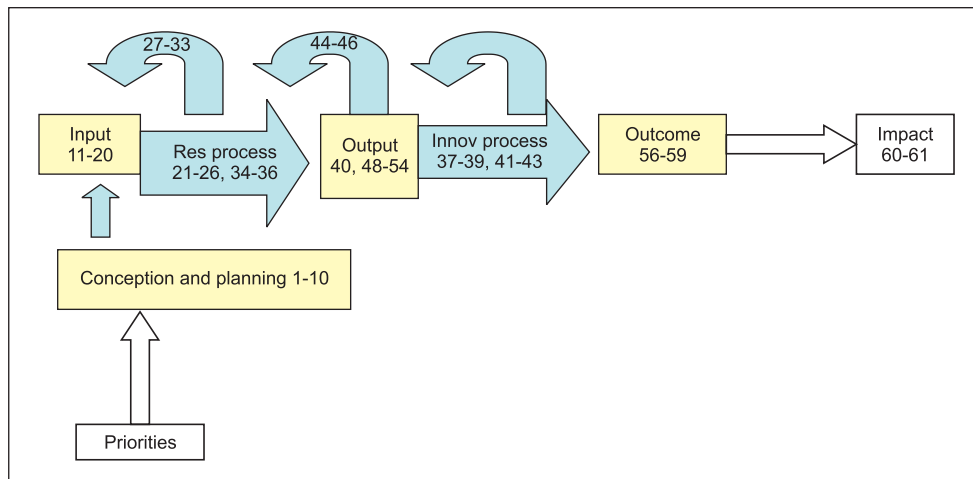 27-33
44-46
Input
11-20
Res process
21-26, 34-36
Output
40, 48-54
Innov process
37-39, 41-43
Outcome
56-59
Impact
60-61
Conception and planning 1-10
Priorities